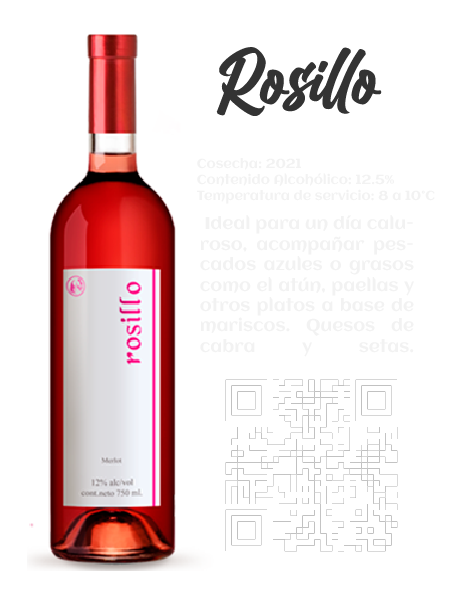 Rosillo
Cosecha: 2021
Contenido Alcohólico: 12.5%
Temperatura de servicio: 8 a 10°C
Ideal para un día calu-
roso, acompañar pes-
cados azules o grasos
como el atún, paellas y
otros platos a base de
mariscos. Quesos de
cabra y setas.
rosillo
Merlot
12% alc/vol
cont.neto 750 ml.